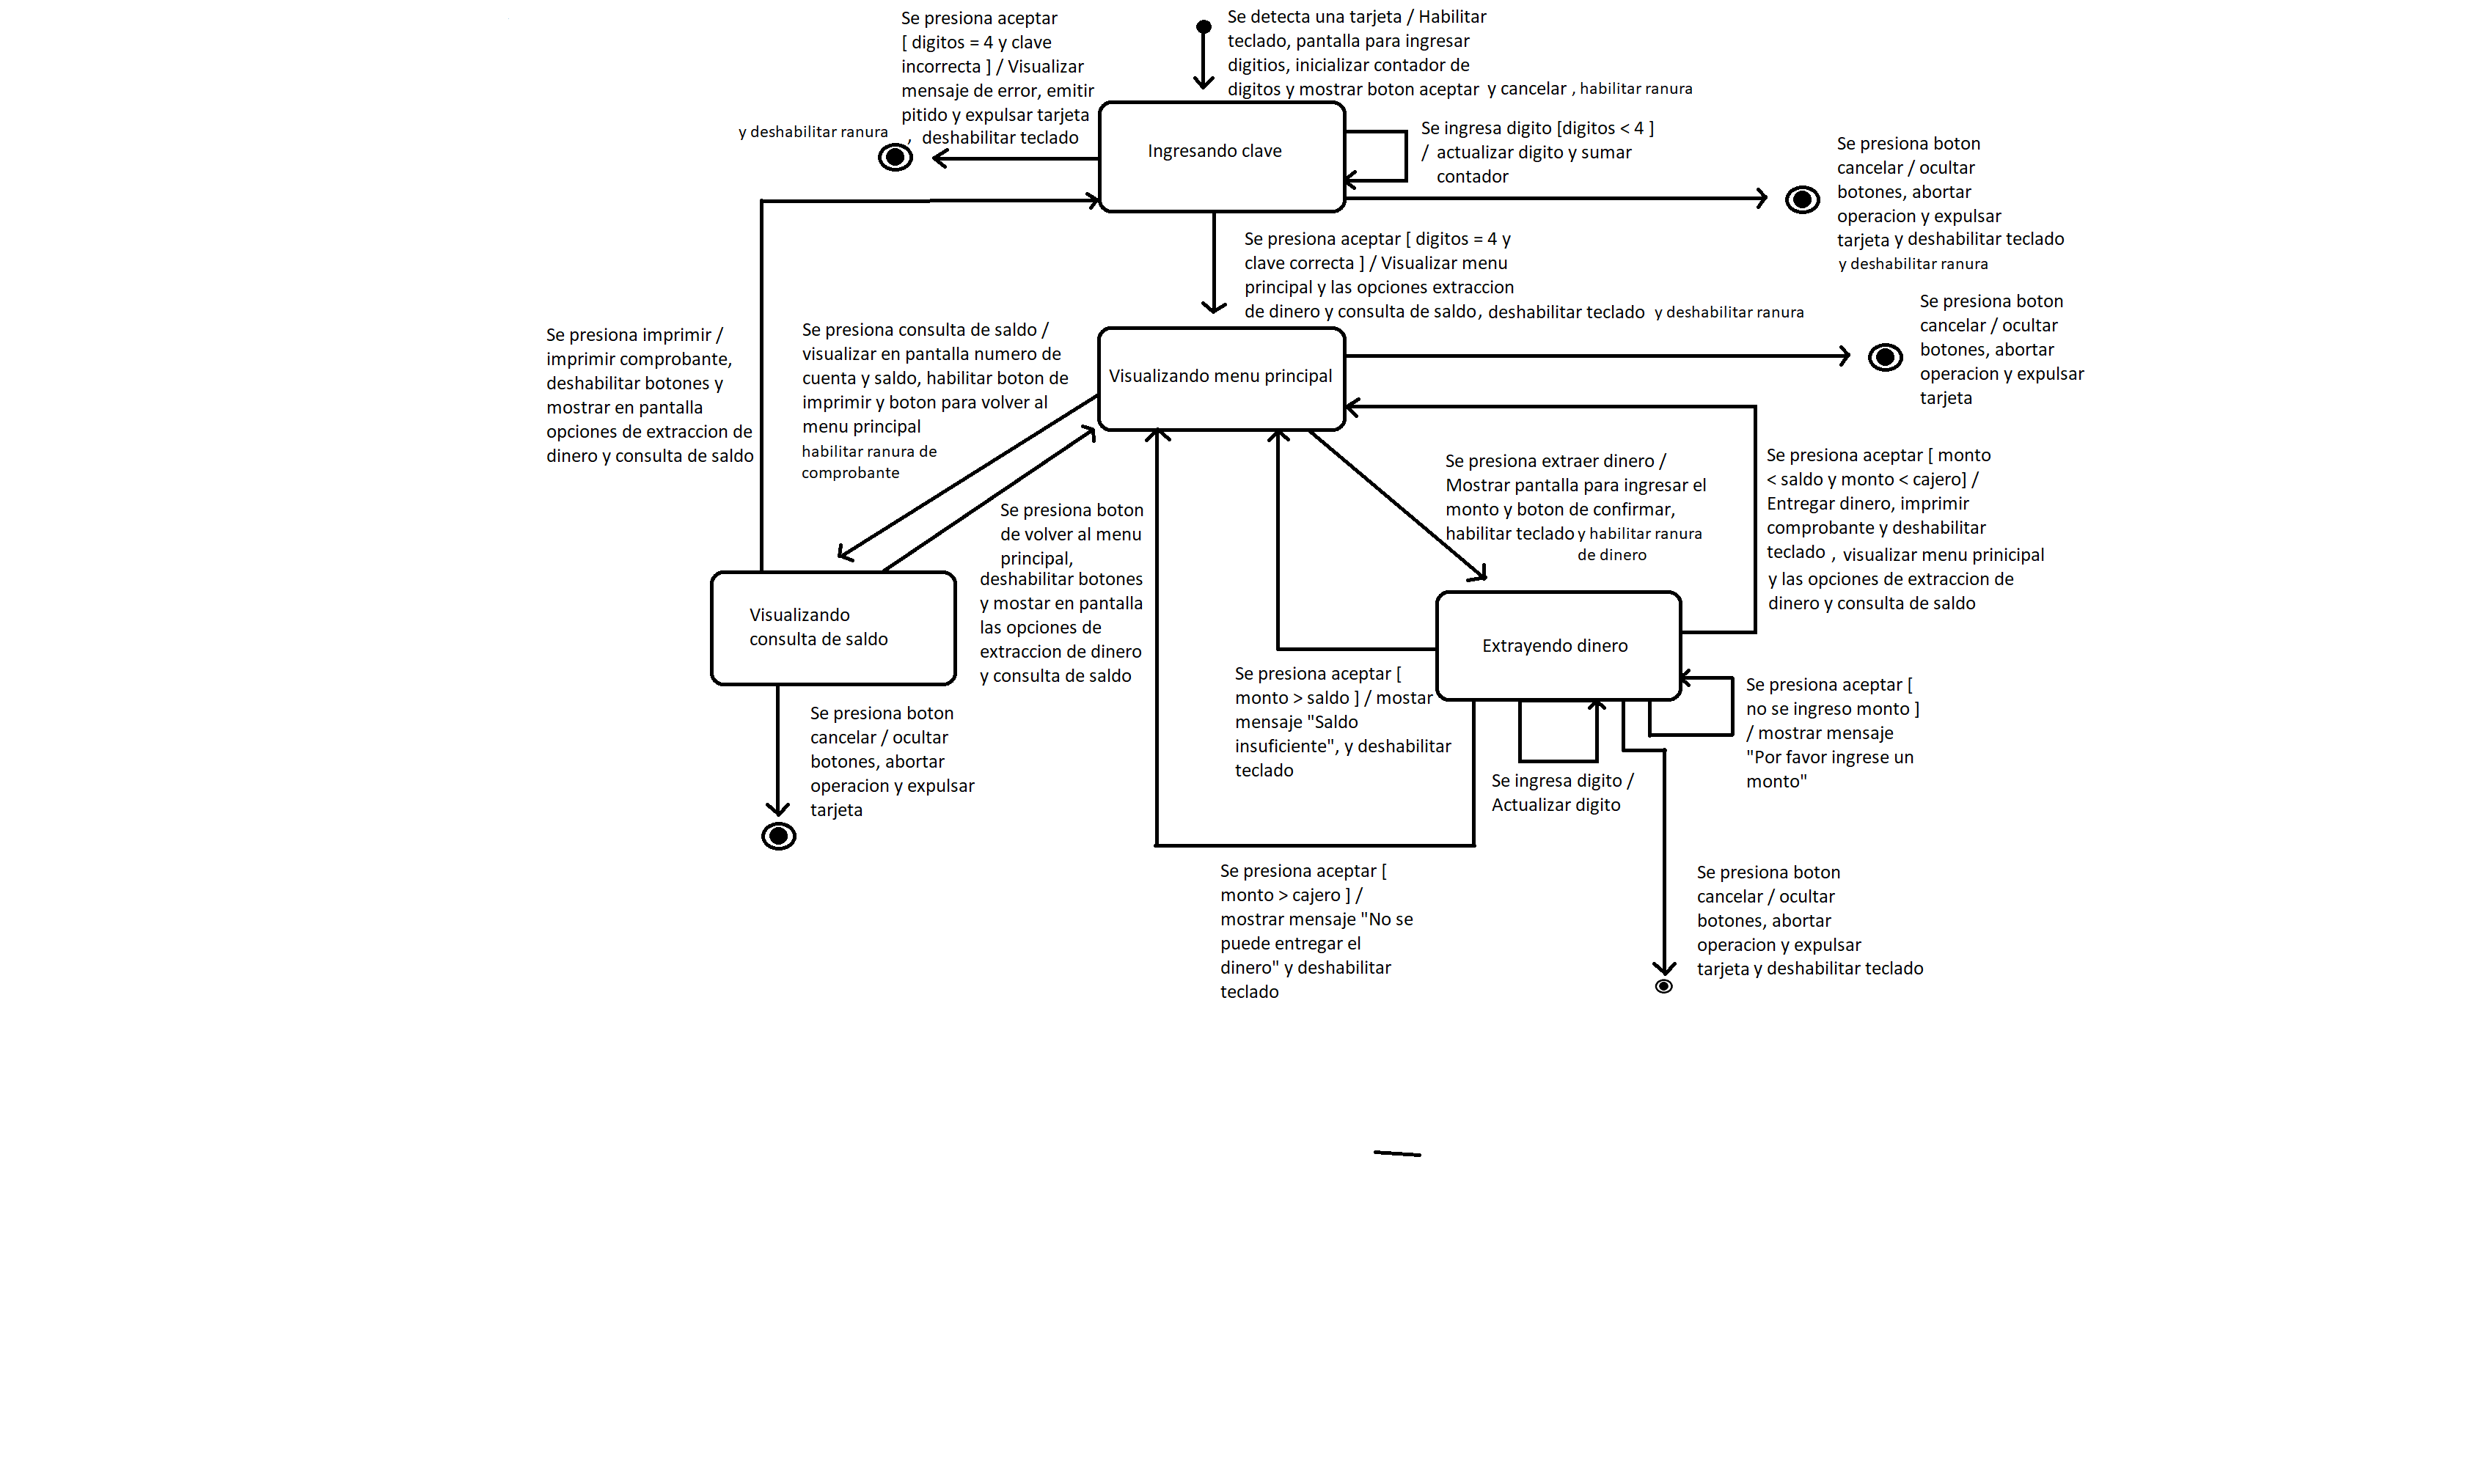 Se presiona aceptar
[ digitos = 4 y clave
incorrecta ] / Visualizar
mensaje de error, emitir
pitido y expulsar tarjeta
, deshabilitar teclado
y deshabilitar ranura
Se detecta una tarjeta / Habilitar
teclado, pantalla para ingresar
digitios, inicializar contador de
digitos y mostrar boton aceptar y cancelar , habilitar ranura
Ingresando clave
Se ingresa digito [digitos < 4 ]
/ actualizar digito y sumar
contador
Se presiona boton
cancelar / ocultar
botones, abortar
operacion y expulsar
tarjeta y deshabilitar teclado
y deshabilitar ranura
Se presiona aceptar [ digitos = 4 y
clave correcta ] / Visualizar menu
principal y las opciones extraccion
de dinero y consulta de saldo, deshabilitar teclado y deshabilitar ranura
Se presiona boton
cancelar / ocultar
botones, abortar
operacion y expulsar
tarjeta
Se presiona imprimir /
imprimir comprobante,
deshabilitar botones y
mostrar en pantalla
opciones de extraccion de
dinero y consulta de saldo
Se presiona consulta de saldo /
visualizar en pantalla numero de
cuenta y saldo, habilitar boton de
imprimir y boton para volver al
menu principal
habilitar ranura de
comprobante
Visualizando menu principal
Se presiona boton
de volver al menu
principal,
deshabilitar botones
y mostar en pantalla
las opciones de
extraccion de dinero
y consulta de saldo
Se presiona extraer dinero /
Mostrar pantalla para ingresar el
monto y boton de confirmar,
habilitar teclado y habilitar ranura
de dinero
Se presiona aceptar [ monto
< saldo y monto < cajero] /
Entregar dinero, imprimir
comprobante y deshabilitar
teclado , visualizar menu prinicipal
y las opciones de extraccion de
dinero y consulta de saldo
Visualizando
consulta de saldo
Extrayendo dinero
Se presiona aceptar [
monto > saldo ] / mostar
mensaje "Saldo
insuficiente", y deshabilitar
teclado
Se presiona aceptar [
no se ingreso monto ]
/ mostrar mensaje
"Por favor ingrese un
monto"
Se presiona boton
cancelar / ocultar
botones, abortar
operacion y expulsar
tarjeta
Se ingresa digito /
Actualizar digito
Se presiona aceptar [
monto > cajero ] /
mostrar mensaje "No se
puede entregar el
dinero" y deshabilitar
teclado
Se presiona boton
cancelar / ocultar
botones, abortar
operacion y expulsar
tarjeta y deshabilitar teclado